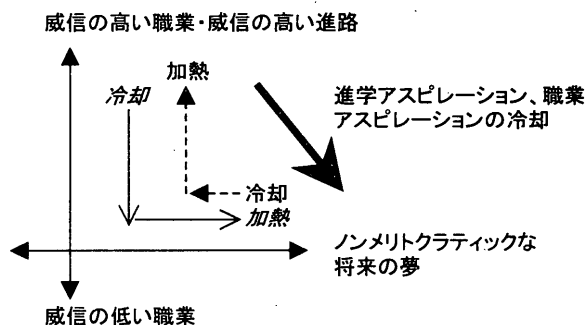 威信の高い職業・威信の高い進路
加熱
冷却
進学アスピレーション、職業
アスピレーションの冷却
冷却
加熱
ノンメリトクラティックな
将来の夢
威信の低い職業